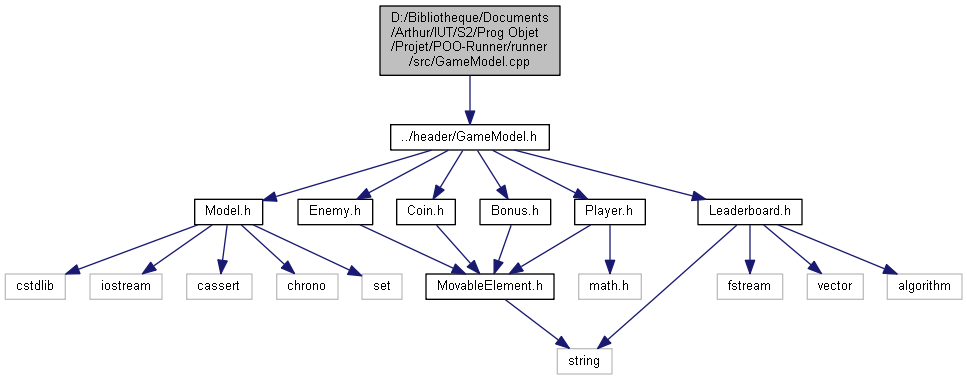 D:/Bibliotheque/Documents
/Arthur/IUT/S2/Prog Objet
/Projet/POO-Runner/runner
/src/GameModel.cpp
../header/GameModel.h
Model.h
Enemy.h
Coin.h
Bonus.h
Player.h
Leaderboard.h
cstdlib
iostream
cassert
chrono
set
MovableElement.h
math.h
fstream
vector
algorithm
string